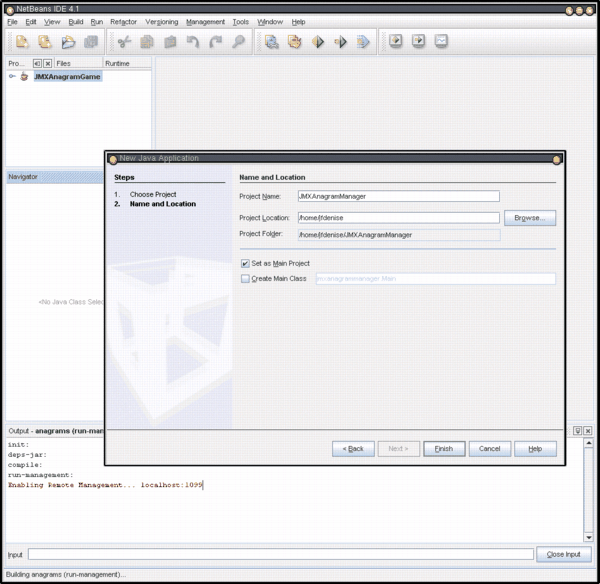 NetBeans IDE 4.1
File Edit View Build Run Refactor Versioning Management Tools Window Help
Pro... Files Runtime
JMXAnagramGame
Navigator
<No Java Class Selec
New Java Application
Steps
1. Choose Project
2. Name and Location
Name and Location
Project Name: JMXAnagramManager
Project Location: /home/jfdenise Browse...
Project Folder: /home/jfdenise/JMXAnagramManager
Set as Main Project
Create Main Class jmxanagrammanager.Main
< Back Next > Finish Cancel Help
Output - anagrams (run-man
init:
deps-jar:
compile:
run-management:
Enabling Remote Management... localhost:1099
Input Close Input
Building anagrams (run-management)...